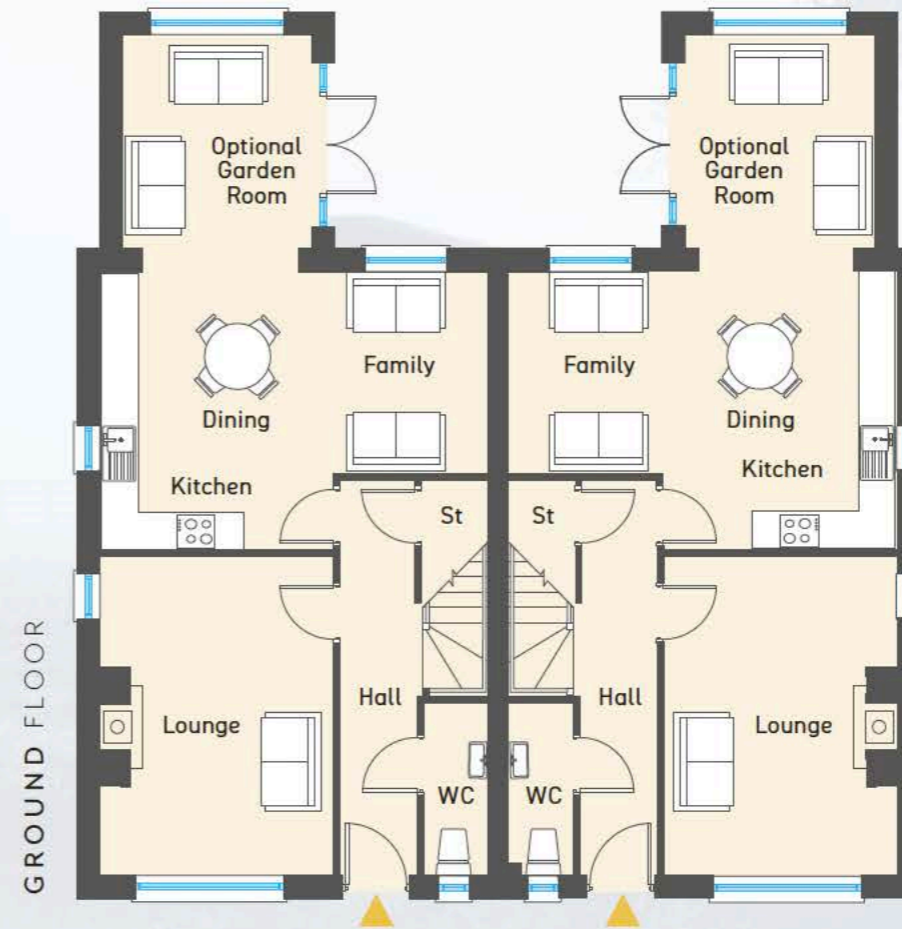 Optional
Garden
Room
Optional
Garden
Room
Family
Family
Dining
Dining
Kitchen
Kitchen
St
St
Hall
Hall
Lounge
Lounge
WC
WC
GROUND FLOOR